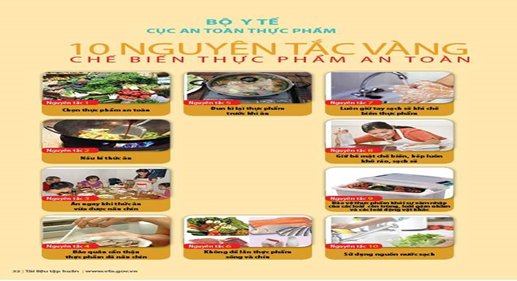 BỘ Y TẾ
CỤC AN TOÀN THỰC PHẨM
10 NGUYÊN TẮC VÀNG
CHẾ BIẾN THỰC PHẨM AN TOÀN
Nguyên tắc 1
Chọn thực phẩm an toàn
Nguyên tắc 2
Nấu kĩ thức ăn
Nguyên tắc 3
Ăn ngay khi thức ăn
vừa được nấu chín
Nguyên tắc 4
Bảo quản cẩn thận
thực phẩm đã nấu chín
Nguyên tắc 5
Đun kĩ lại thực phẩm
trước khi ăn
Nguyên tắc 6
Không để lẫn thực phẩm
sống và chín
Nguyên tắc 7
Luôn giữ tay sạch sẽ khi chế
biến thực phẩm
Nguyên tắc 8
Giữ bề mặt chế biến, bếp luôn
khô ráo, sạch sẽ
Nguyên tắc 9
Bảo vệ thực phẩm khỏi sự xâm nhập
của các loài côn trùng, loài gặm nhấm
và các loài động vật khác
Nguyên tắc 10
Sử dụng nguồn nước sạch
32 | Tài liệu tập huấn | www.vfa.gov.vn